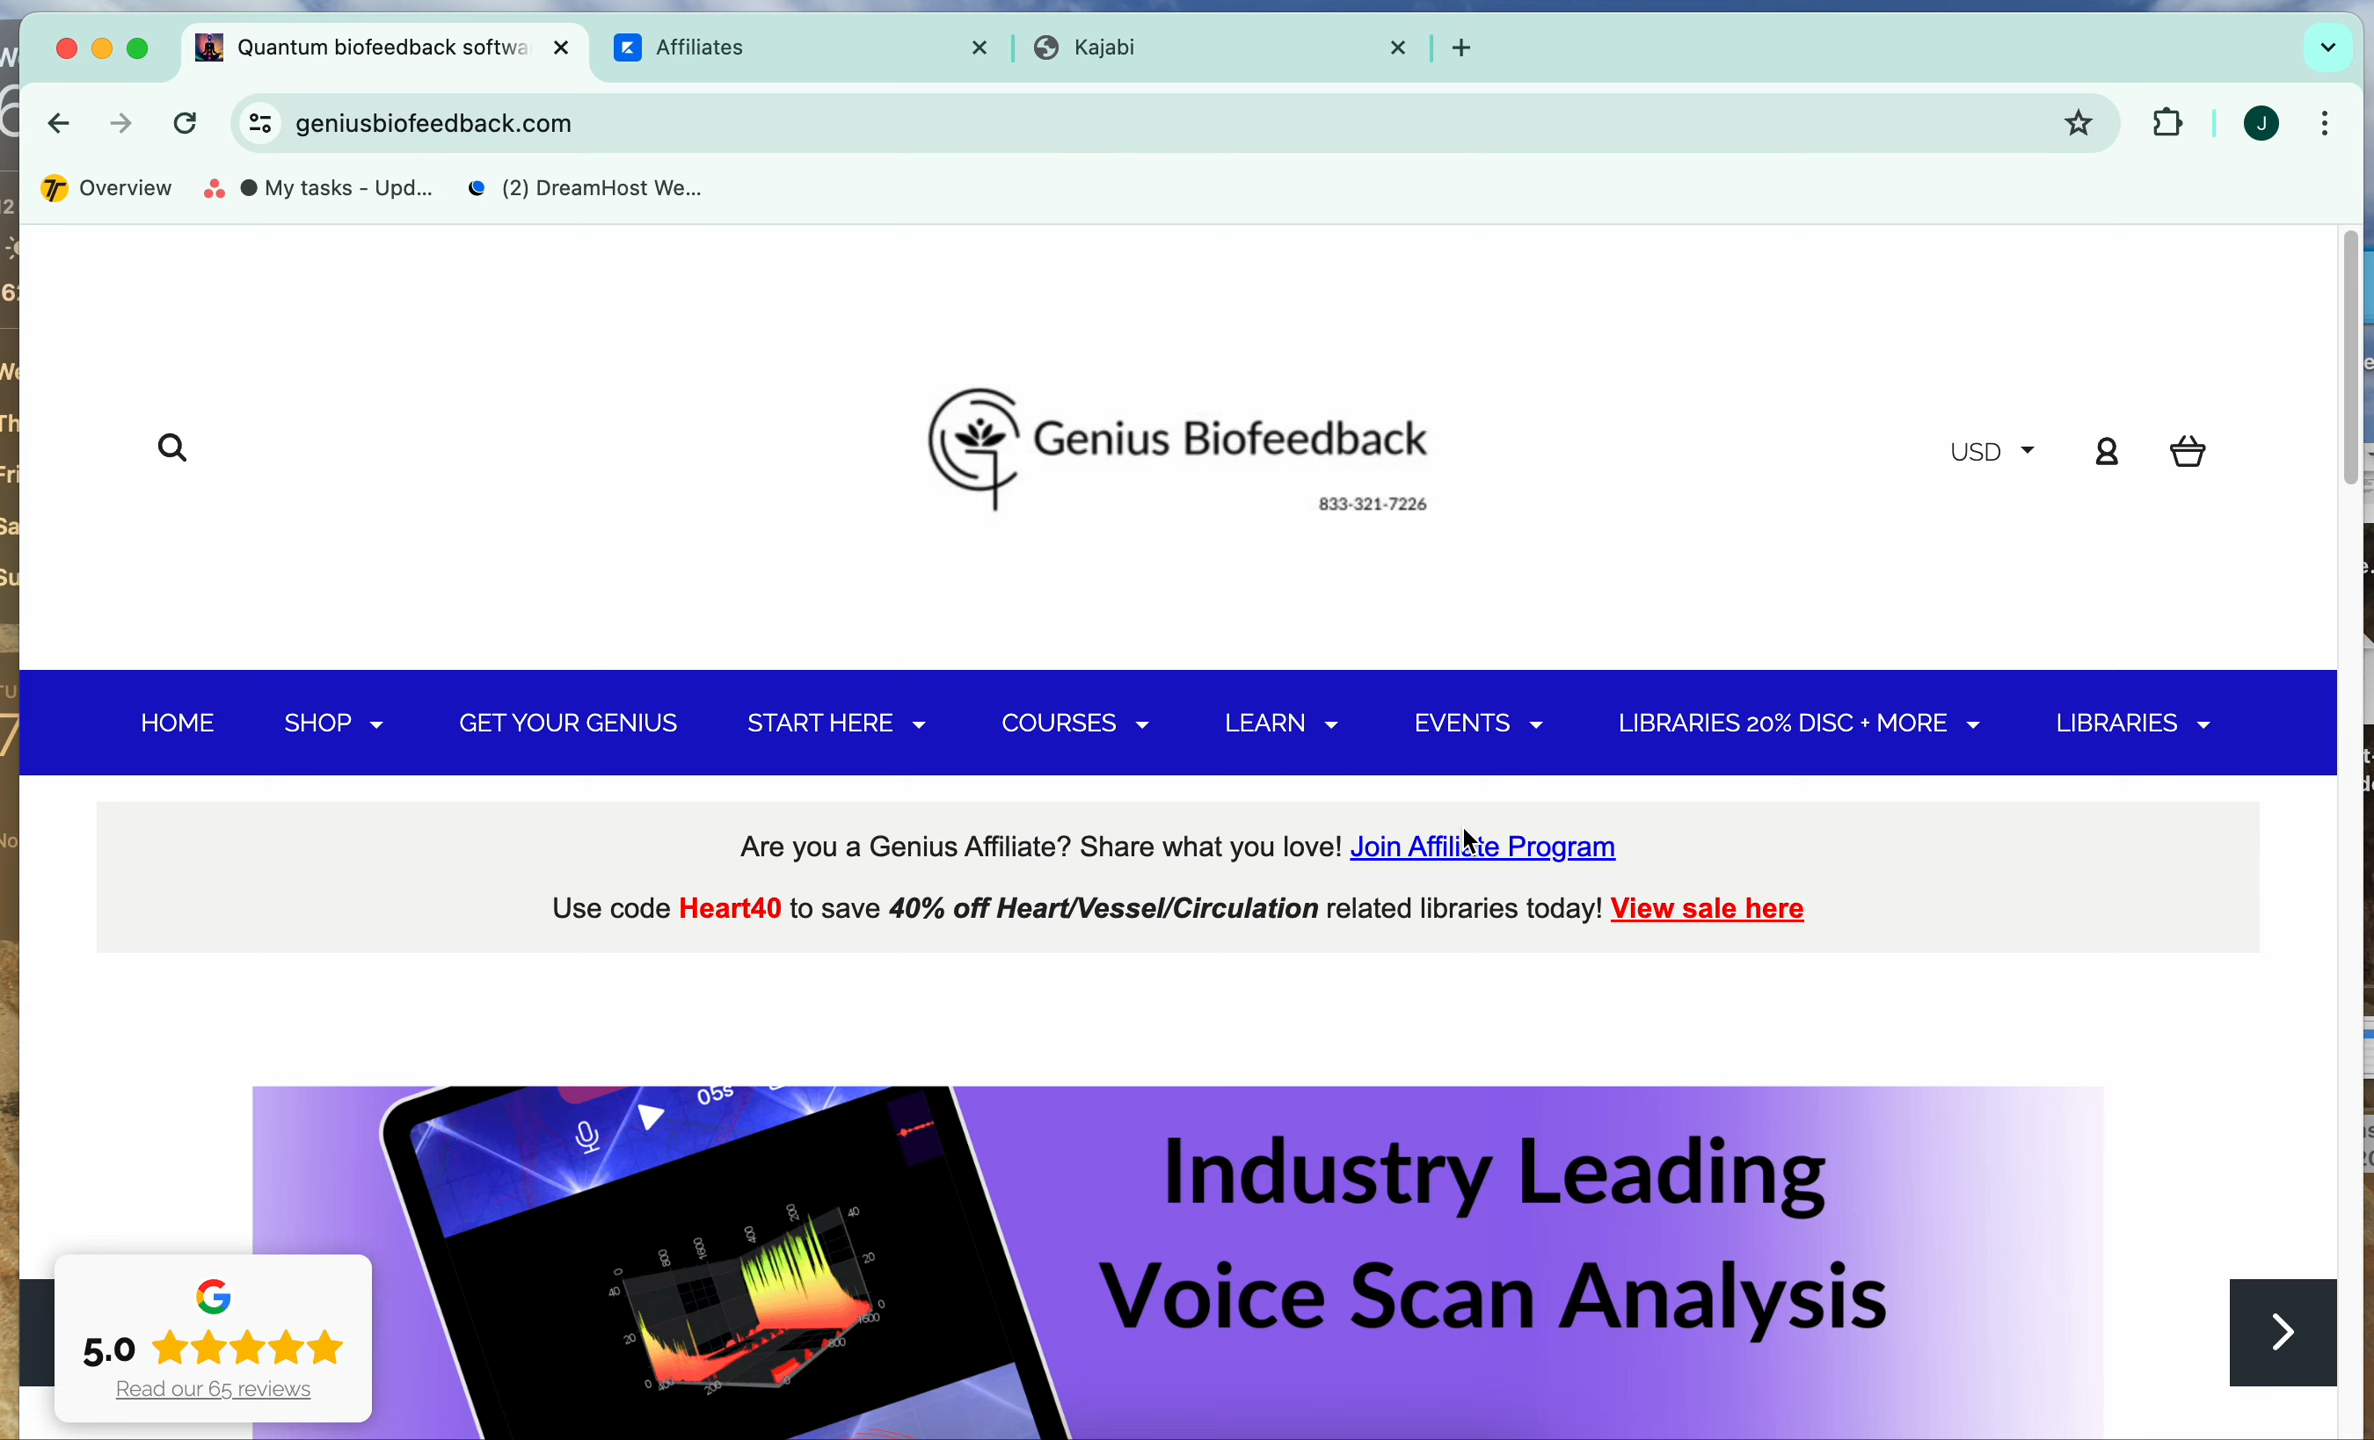 Quantum biofeedback softwa
Affiliates
Kajabi
geniusbiofeedback.com
J
Overview
My tasks - Upd...
(2) DreamHost We...
Genius Biofeedback
833-321-7226
USD
HOME
SHOP
GET YOUR GENIUS
START HERE
COURSES
LEARN
EVENTS
LIBRARIES 20% DISC + MORE
LIBRARIES
Are you a Genius Affiliate? Share what you love! Join Affiliate Program
Use code Heart40 to save 40% off Heart/Vessel/Circulation related libraries today! View sale here
05s
Industry Leading
Voice Scan Analysis
5.0
Read our 65 reviews